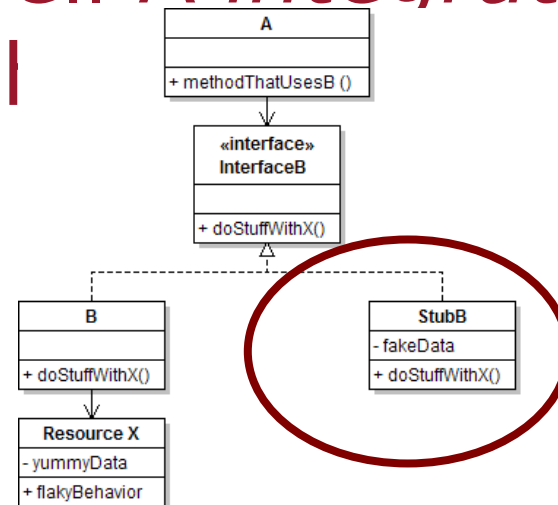 A
+ methodThatUsesB ()
«interface»
InterfaceB
+ doStuffWithX()
B
+ doStuffWithX()
StubB
- fakeData
+ doStuffWithX()
Resource X
- yummyData
+ flakyBehavior